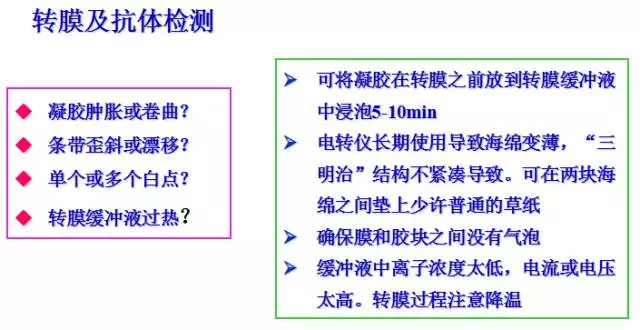 转膜及抗体检测
凝胶肿胀或卷曲?
条带歪斜或漂移?
单个或多个白点?
转膜缓冲液过热?
可将凝胶在转膜之前放到转膜缓冲液
中浸泡5-10min
电转仪长期使用导致海绵变薄，“三
明治”结构不紧凑导致。可在两块海
绵之间垫上少许普通的草纸
确保膜和胶块之间没有气泡
缓冲液中离子浓度太低，电流或电压
太高。转膜过程注意降温